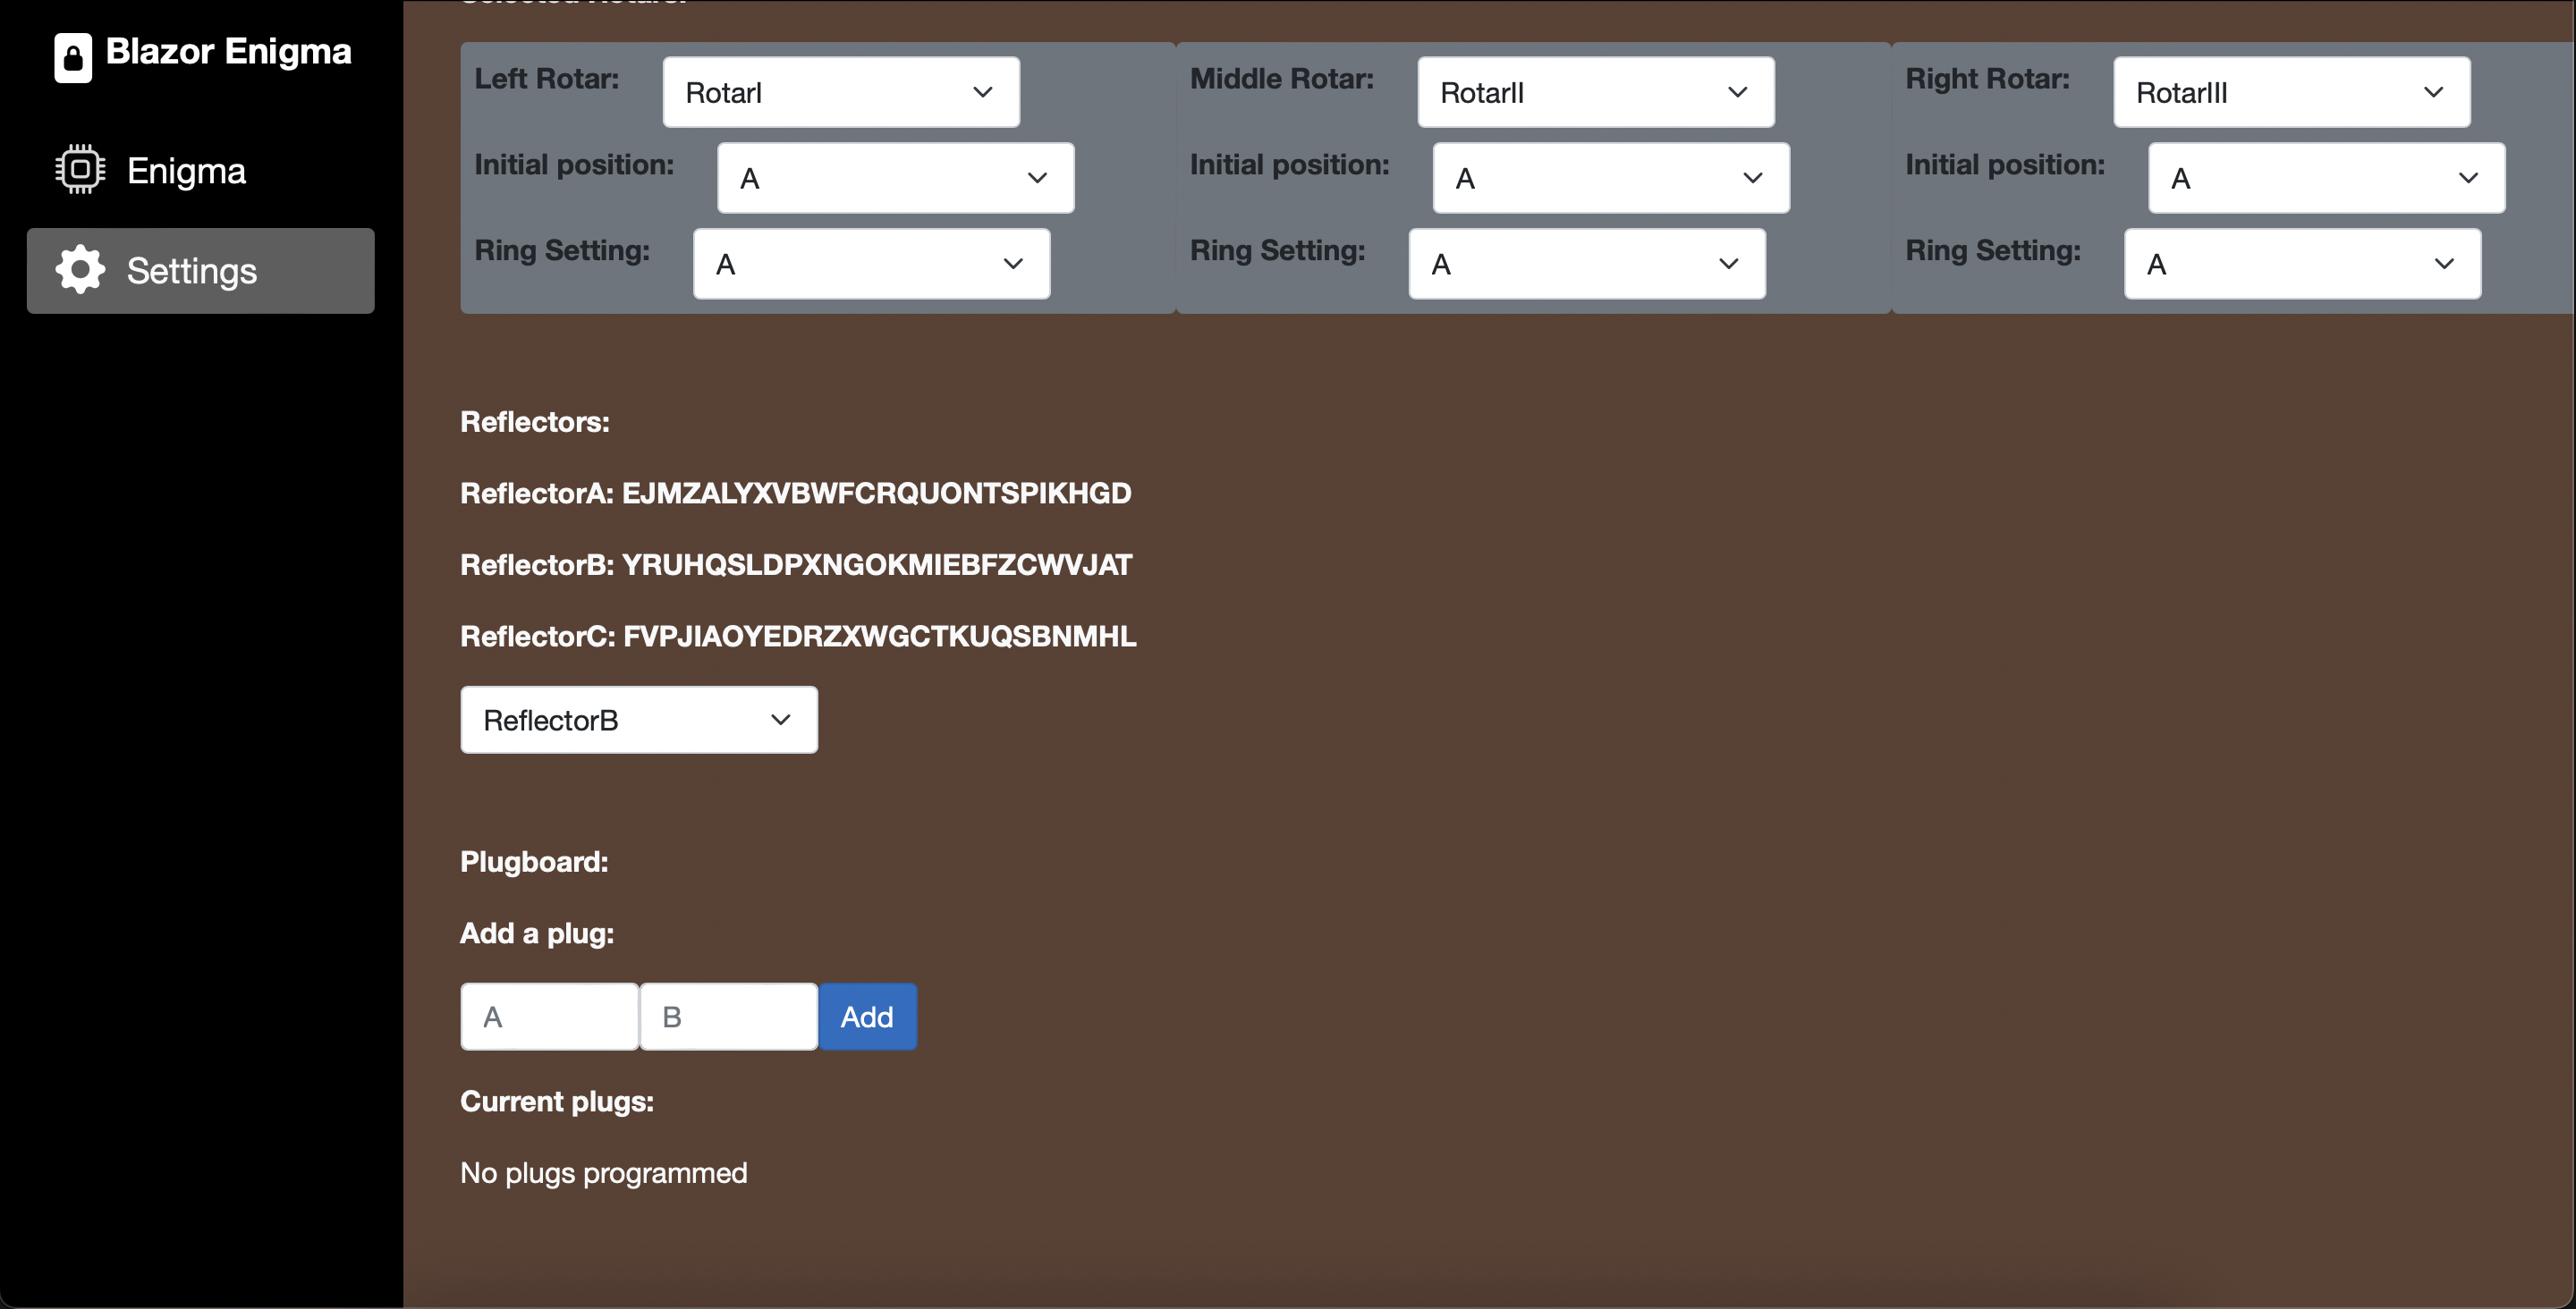 Blazor Enigma
Enigma
Settings
Left Rotar: RotarI
Initial position: A
Ring Setting: A
Middle Rotar: RotarII
Initial position: A
Ring Setting: A
Right Rotar: RotarIII
Initial position: A
Ring Setting: A
Reflectors:
ReflectorA: EJMZALYXVBWFCRQUONTSPIKHGD
ReflectorB: YRUHQSLDPXNGOKMIEBFZCWVJAT
ReflectorC: FVPJIAOYEDRZXWGCTKUQSBNMHL
ReflectorB
Plugboard:
Add a plug:
A B Add
Current plugs:
No plugs programmed